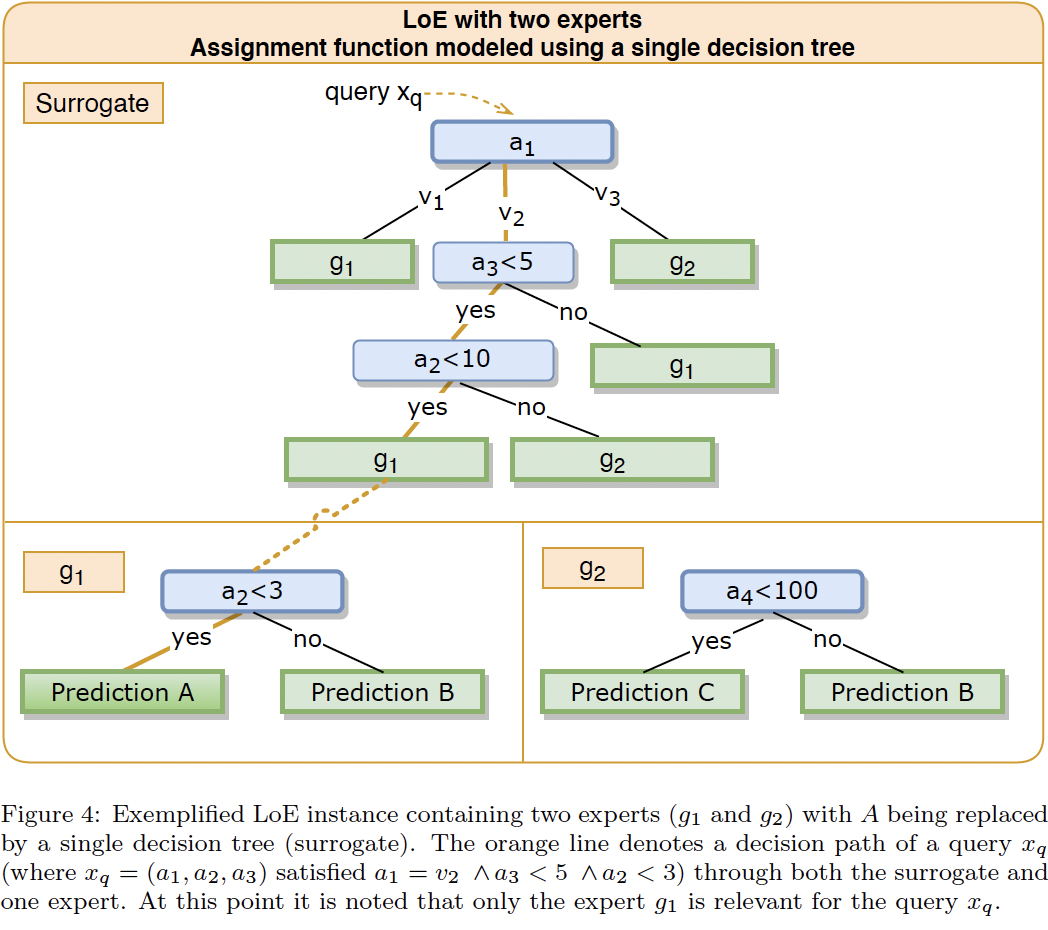 LoE with two experts
Assignment function modeled using a single decision tree
Surrogate
query x_q
a_1
v_1
v_2
v_3
g_1
a_3<5
g_2
yes
no
a_2<10
g_1
yes
no
g_1
g_2
g_1
a_2<3
yes
no
Prediction A
Prediction B
g_2
a_4<100
yes
no
Prediction C
Prediction B
Figure 4: Exemplified LoE instance containing two experts (g_1 and g_2) with A being replaced
by a single decision tree (surrogate). The orange line denotes a decision path of a query x_q
(where x_q = (a_1, a_2, a_3) satisfied a_1 = v_2 ∧ a_3 < 5 ∧ a_2 < 3) through both the surrogate and
one expert. At this point it is noted that only the expert g_1 is relevant for the query x_q.